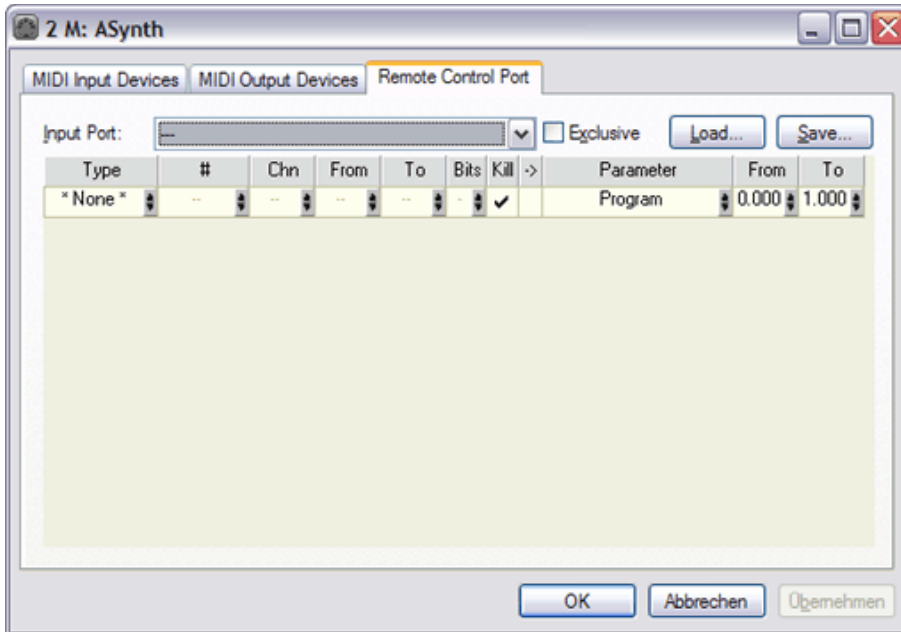 2 M: ASynth
MIDI Input Devices MIDI Output Devices Remote Control Port
Input Port: --- Exclusive Load... Save...
Type # Chn From To Bits Kill -> Parameter From To
* None * -- -- -- -- - Program 0.000 1.000
OK Abbrechen Übernehmen